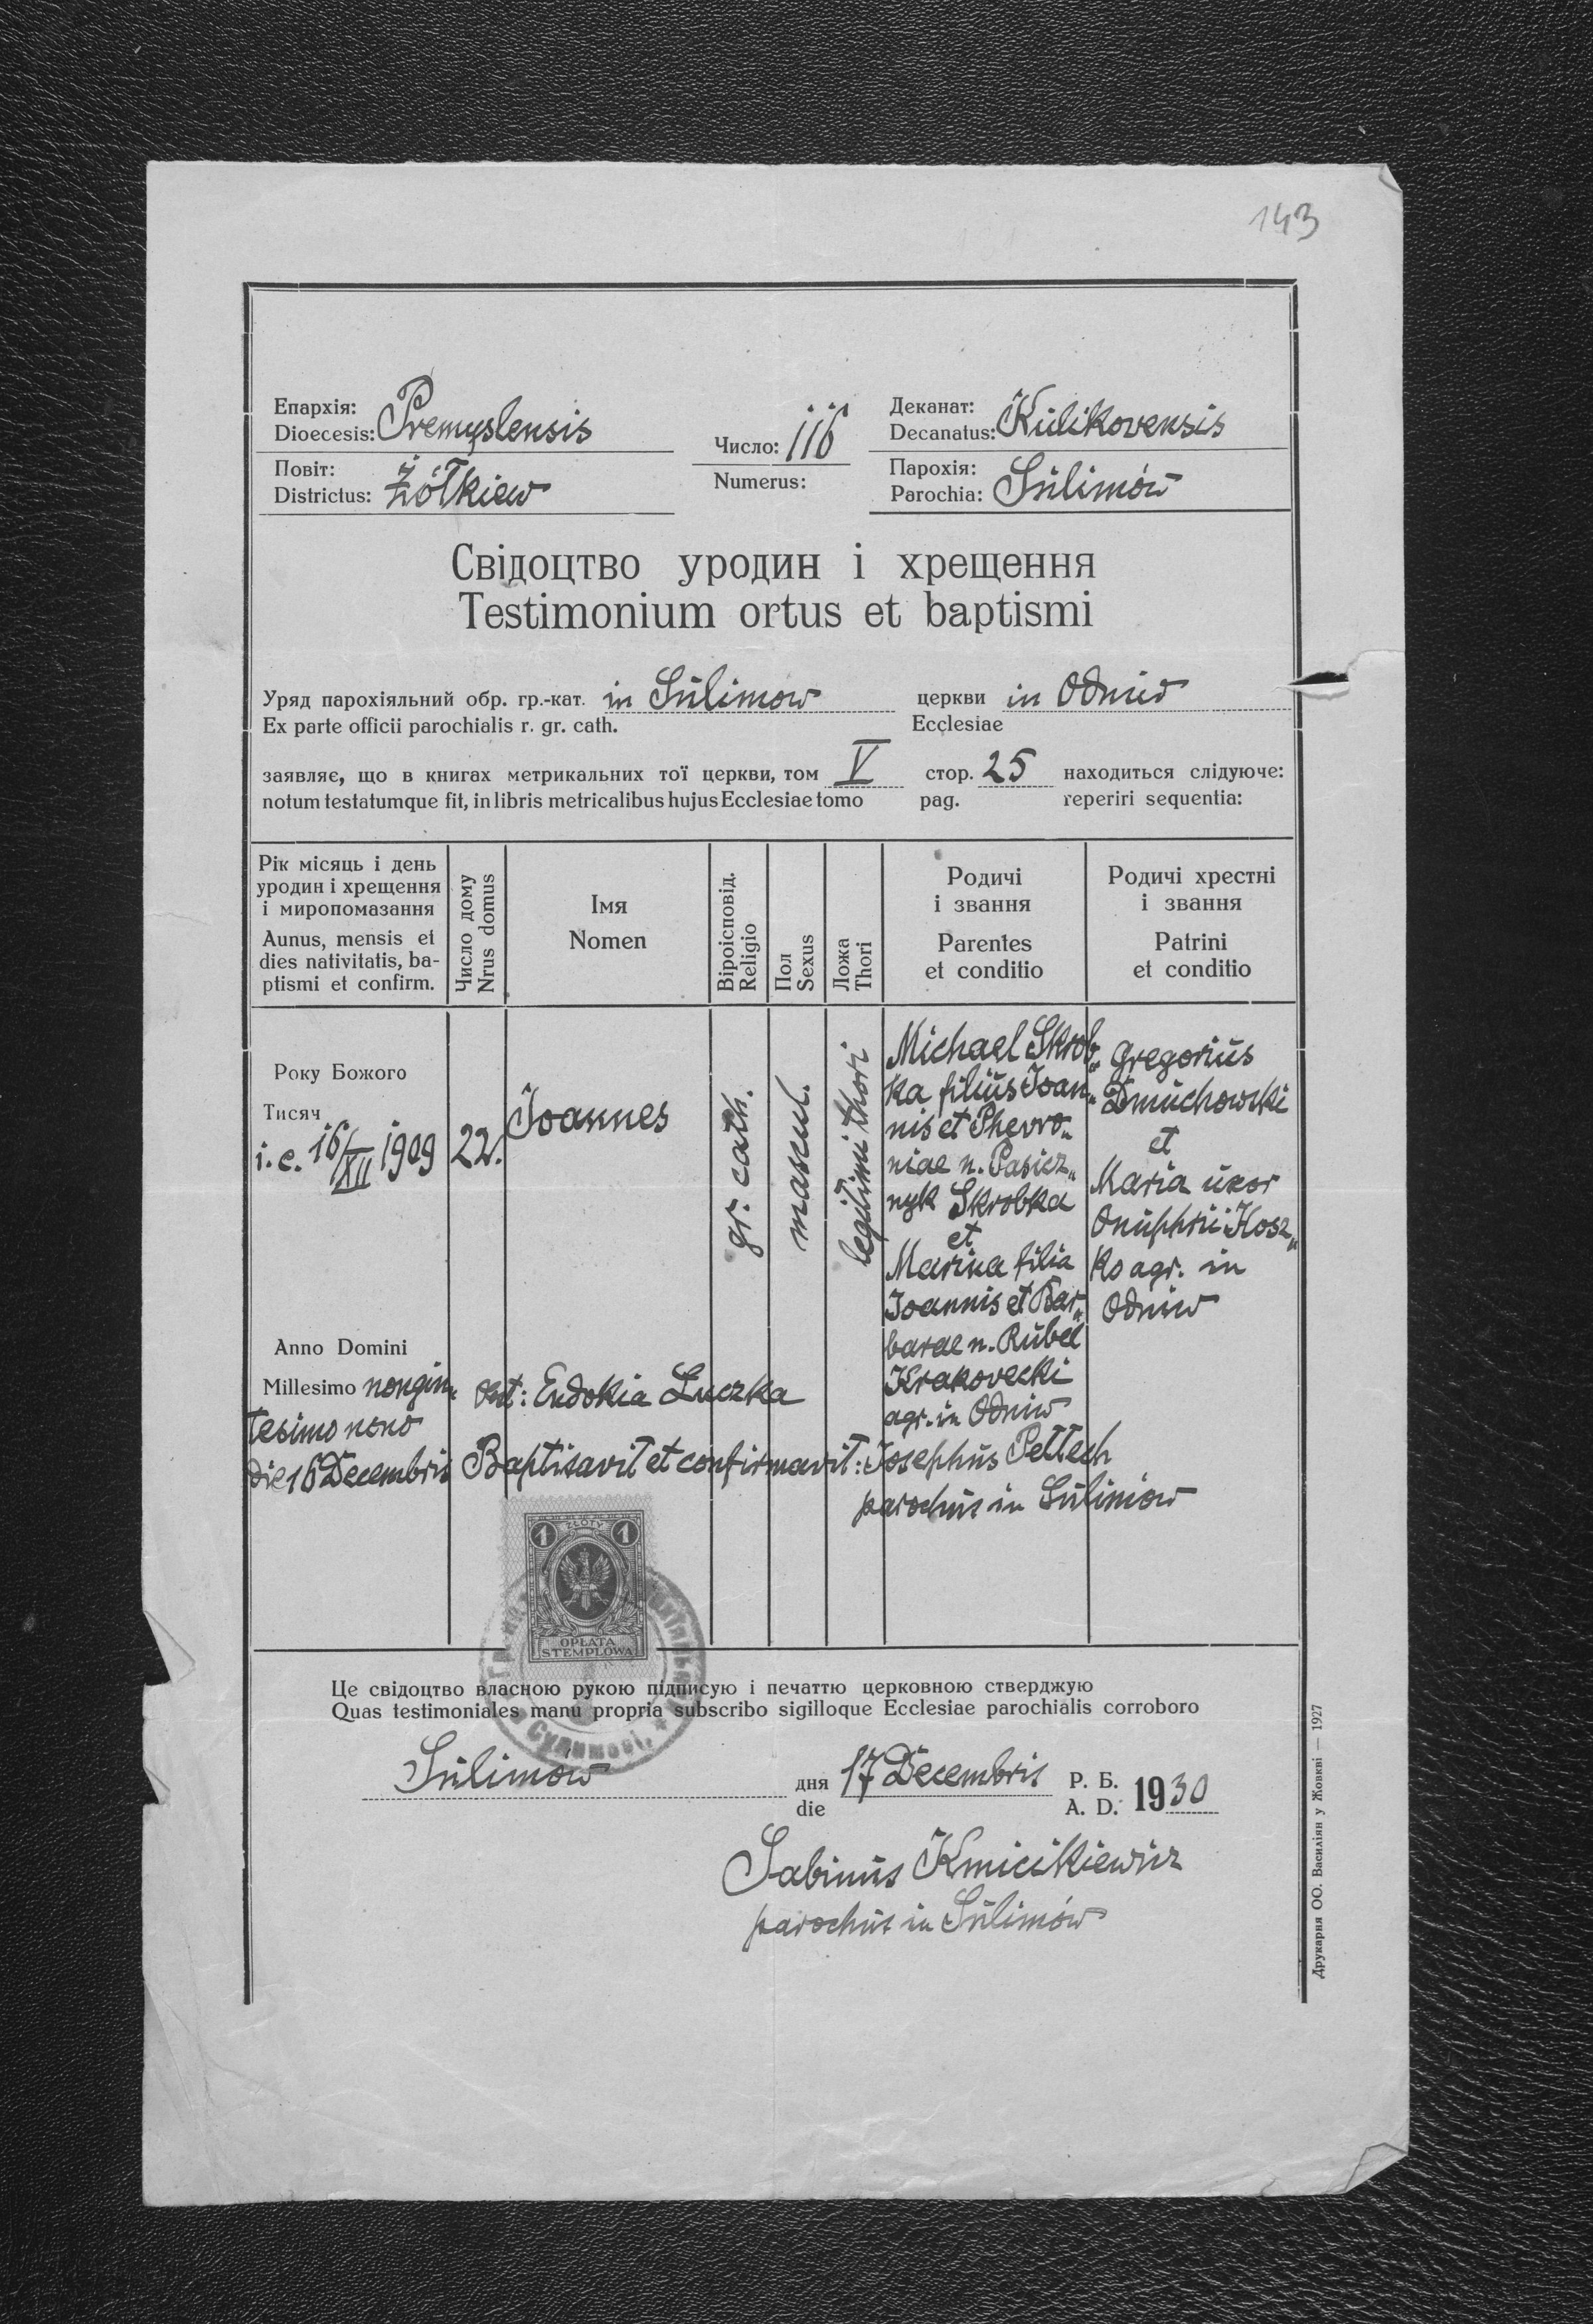 143
Епархія:
Dioecesis: Premyslensis
Число: 116
Numerus:
Деканат:
Decanatus: Kulikovensis
Повіт:
Districtus: Żółkiew
Парохія:
Parochia: Sulimów
Свідоцтво уродин і хрещення
Testimonium ortus et baptismi
Уряд парохіяльний обр. гр.-кат. in Sulimow церкви in Odniw
Ex parte officii parochialis r. gr. cath. Ecclesiae
заявляє, що в книгах метрикальних тої церкви, том V стор. 25 находиться слідуюче:
notum testatumque fit, in libris metricalibus hujus Ecclesiae tomo pag. reperiri sequentia:
Рік місяць і день
уродин і хрещення
і миропомазання
Aunus, mensis et
dies nativitatis, ba-
ptismi et confirm.
Число дому
Nrus domus
Імя
Nomen
Віроісповід.
Religio
Пол
Sexus
Ложа
Thori
Родичі
і звання
Parentes
et conditio
Родичі хрестні
і звання
Patrini
et conditio
Року Божого
Тисяч
i. e. 16/XII 1909
22.
Joannes
gr. cath.
mascul.
legitimi thori
Michael Skrob„
ka filius Joan„
nis et Phevro„
niae n. Pasicz„
nyk Skrobka
et
Marina filia
Joannis et Bar„
barae n. Rubel
Krakovecki
agr. in Odniw
Gregorius
Dmuchowski
et
Maria uxor
Onuphrii Hosz„
ko agr. in
Odniw
Anno Domini
Millesimo nongin„
tesimo nono
die 16 Decembris
Obst: Eudokia Łuczka
Baptisavit et confirmavit: Josephus Pettech
parochus in Sulimow
1 ZŁOTY 1
OPŁATA
STEMPLOWA
Це свідоцтво власною рукою підписую і печаттю церковною стверджую
Quas testimoniales manu propria subscribo sigilloque Ecclesiae parochialis corroboro
Sulimów дня 17 Decembris Р. Б.
die A. D. 1930
Sabinus Kmicikiewicz
parochus in Sulimów
Друкарня ОО. Василіян у Жовкві — 1927